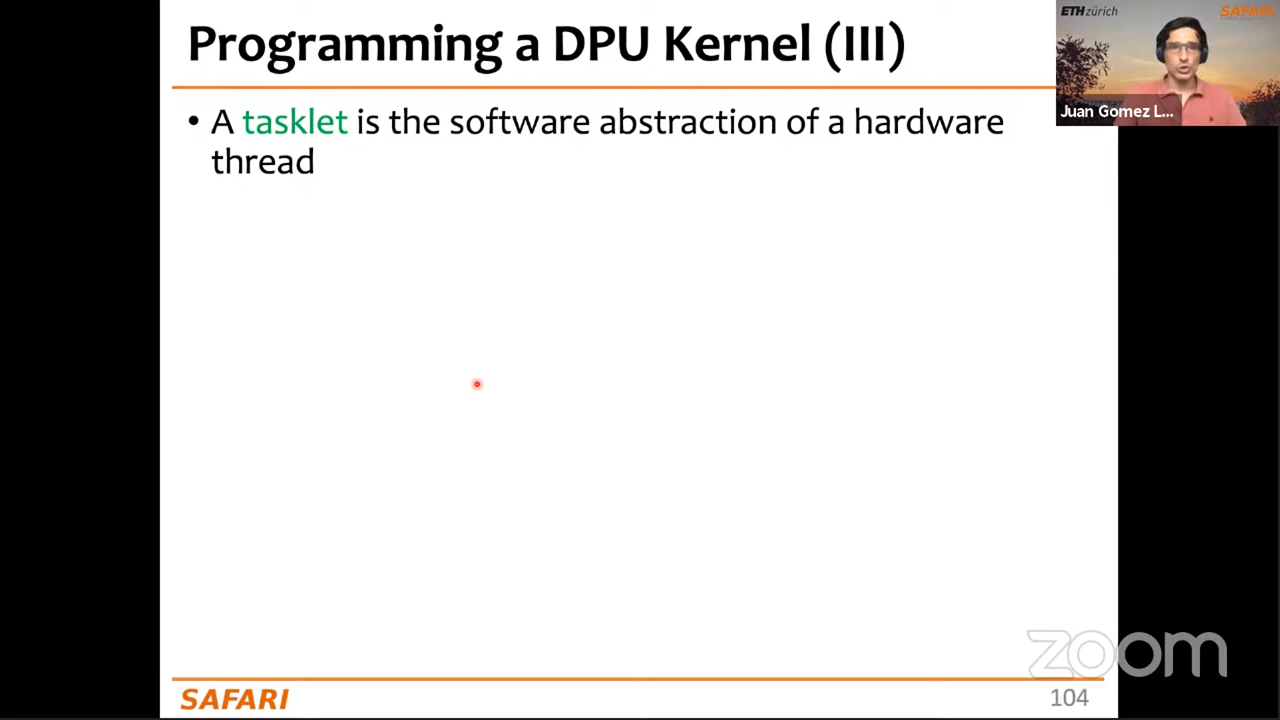 Programming a DPU Kernel (III)
ETH zürich
SAFARI
Juan Gomez L...
• A tasklet is the software abstraction of a hardware
thread
zoom
SAFARI
104